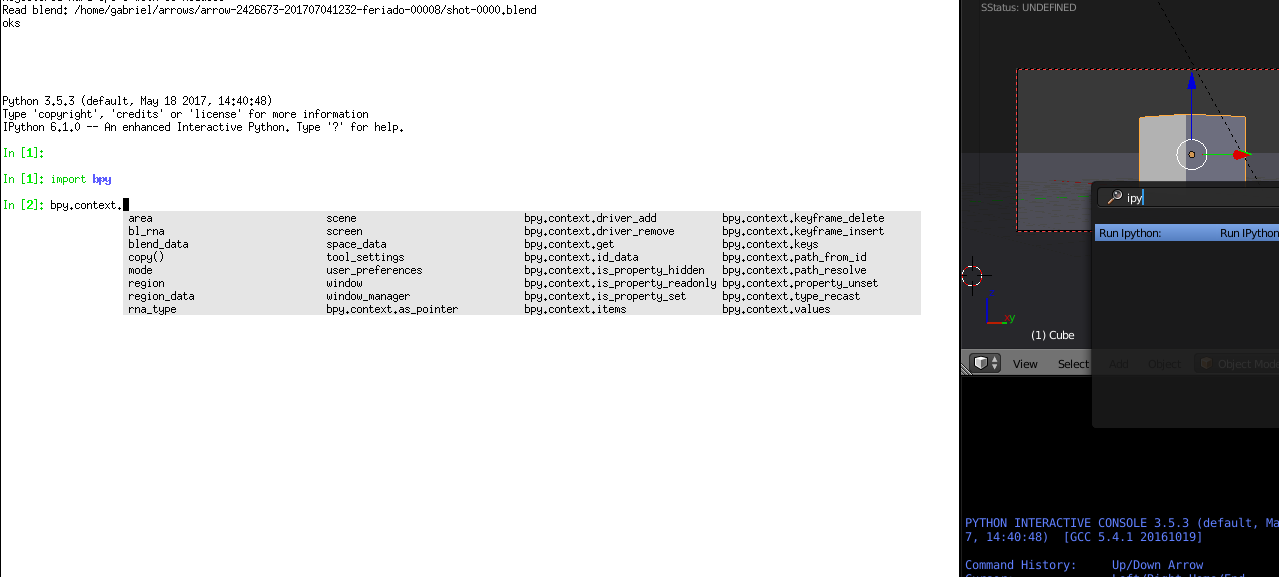 Read blend: /home/gabriel/arrows/arrow-2426673-201707041232-feriado-00008/shot-0000.blend
oks
Python 3.5.3 (default, May 18 2017, 14:40:48)
Type 'copyright', 'credits' or 'license' for more information
IPython 6.1.0 -- An enhanced Interactive Python. Type '?' for help.
In [1]:
In [1]: import bpy
In [2]: bpy.context.
area scene bpy.context.driver_add bpy.context.keyframe_delete
bl_rna screen bpy.context.driver_remove bpy.context.keyframe_insert
blend_data space_data bpy.context.get bpy.context.keys
copy() tool_settings bpy.context.id_data bpy.context.path_from_id
mode user_preferences bpy.context.is_property_hidden bpy.context.path_resolve
region window bpy.context.is_property_readonly bpy.context.property_unset
region_data window_manager bpy.context.is_property_set bpy.context.type_recast
rna_type bpy.context.as_pointer bpy.context.items bpy.context.values
SStatus: UNDEFINED
ipy
Run Ipython: Run IPython
z
x y
(1) Cube
View Select Add Object Object Mode
PYTHON INTERACTIVE CONSOLE 3.5.3 (default, Ma
7, 14:40:48) [GCC 5.4.1 20161019]
Command History: Up/Down Arrow
Cursor: Left/Right Home/End